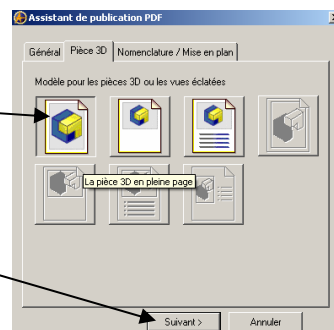 Assistant de publication PDF
Général Pièce 3D Nomenclature / Mise en plan
Modèle pour les pièces 3D ou les vues éclatées
La pièce 3D en pleine page
Suivant > Annuler